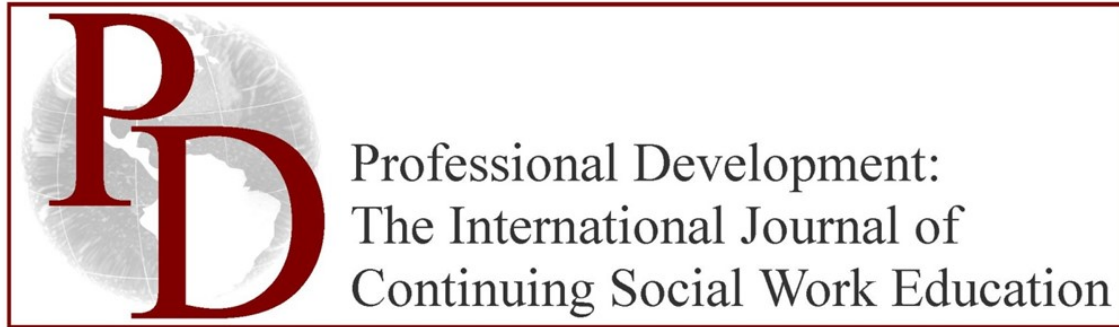 PD
Professional Development:
The International Journal of
Continuing Social Work Education